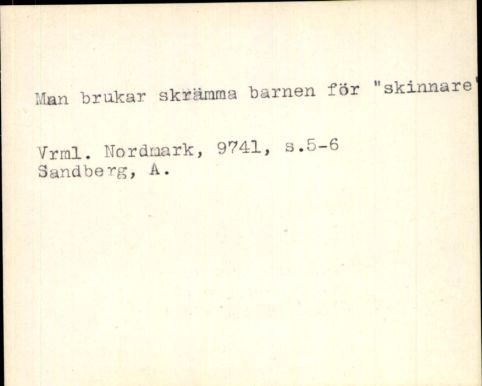 Man brukar skrämma barnen för "skinnare"
Vrml. Nordmark, 9741, s.5-6
Sandberg, A.